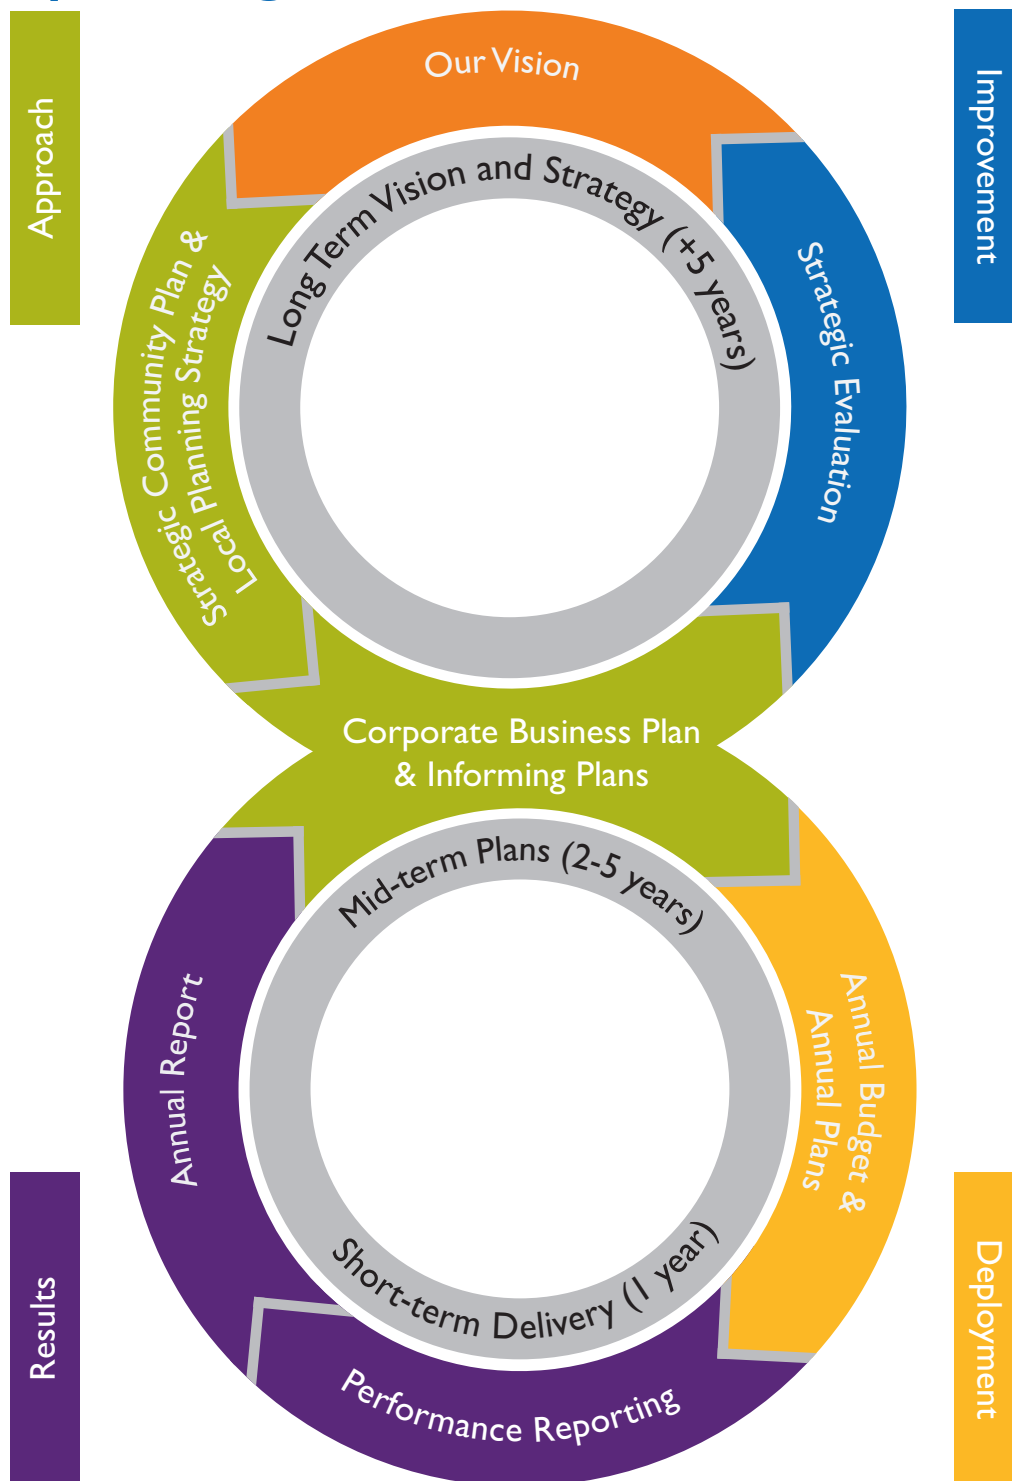 Approach
Improvement
Our Vision
Long Term Vision and Strategy (+5 years)
Strategic Community Plan &
Local Planning Strategy
Strategic Evaluation
Corporate Business Plan
& Informing Plans
Mid-term Plans (2-5 years)
Annual Report
Annual Budget &
Annual Plans
Short-term Delivery (1 year)
Performance Reporting
Results
Deployment